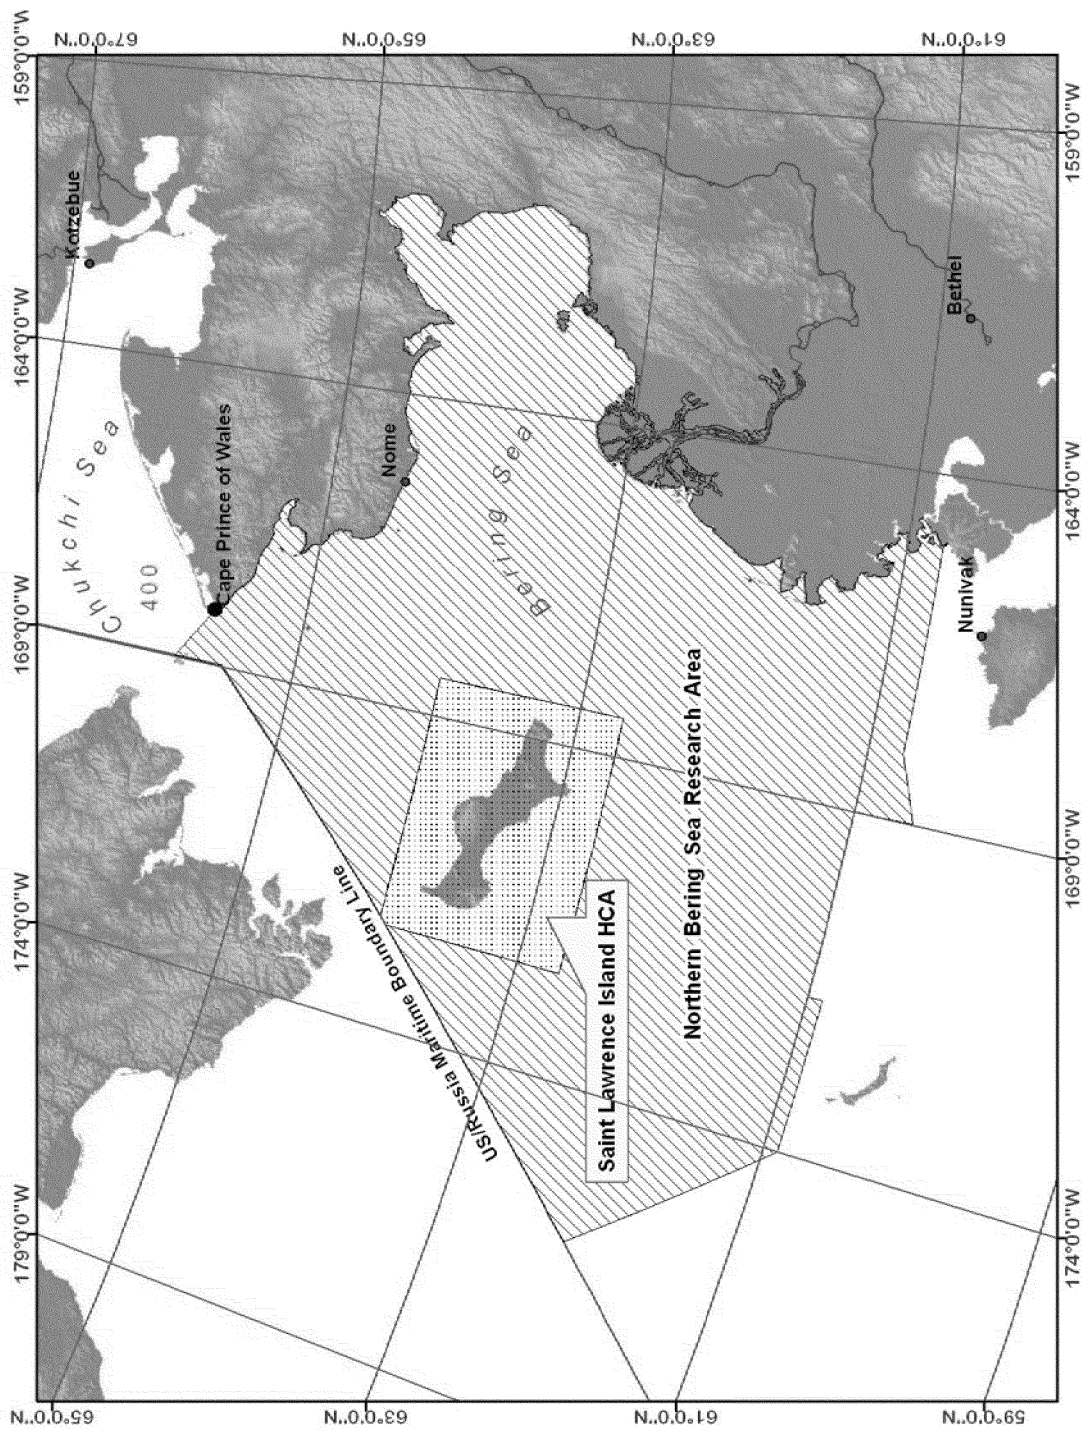 159°0'0"W
164°0'0"W
169°0'0"W
174°0'0"W
179°0'0"W
67°0'0"N
65°0'0"N
63°0'0"N
61°0'0"N
Kotzebue
Chukchi Sea
400
Cape Prince of Wales
Nome
Bering Sea
Bethel
Nunivak
US/Russia Maritime Boundary Line
Saint Lawrence Island HCA
Northern Bering Sea Research Area
65°0'0"N
63°0'0"N
61°0'0"N
59°0'0"N
174°0'0"W
169°0'0"W
164°0'0"W
159°0'0"W